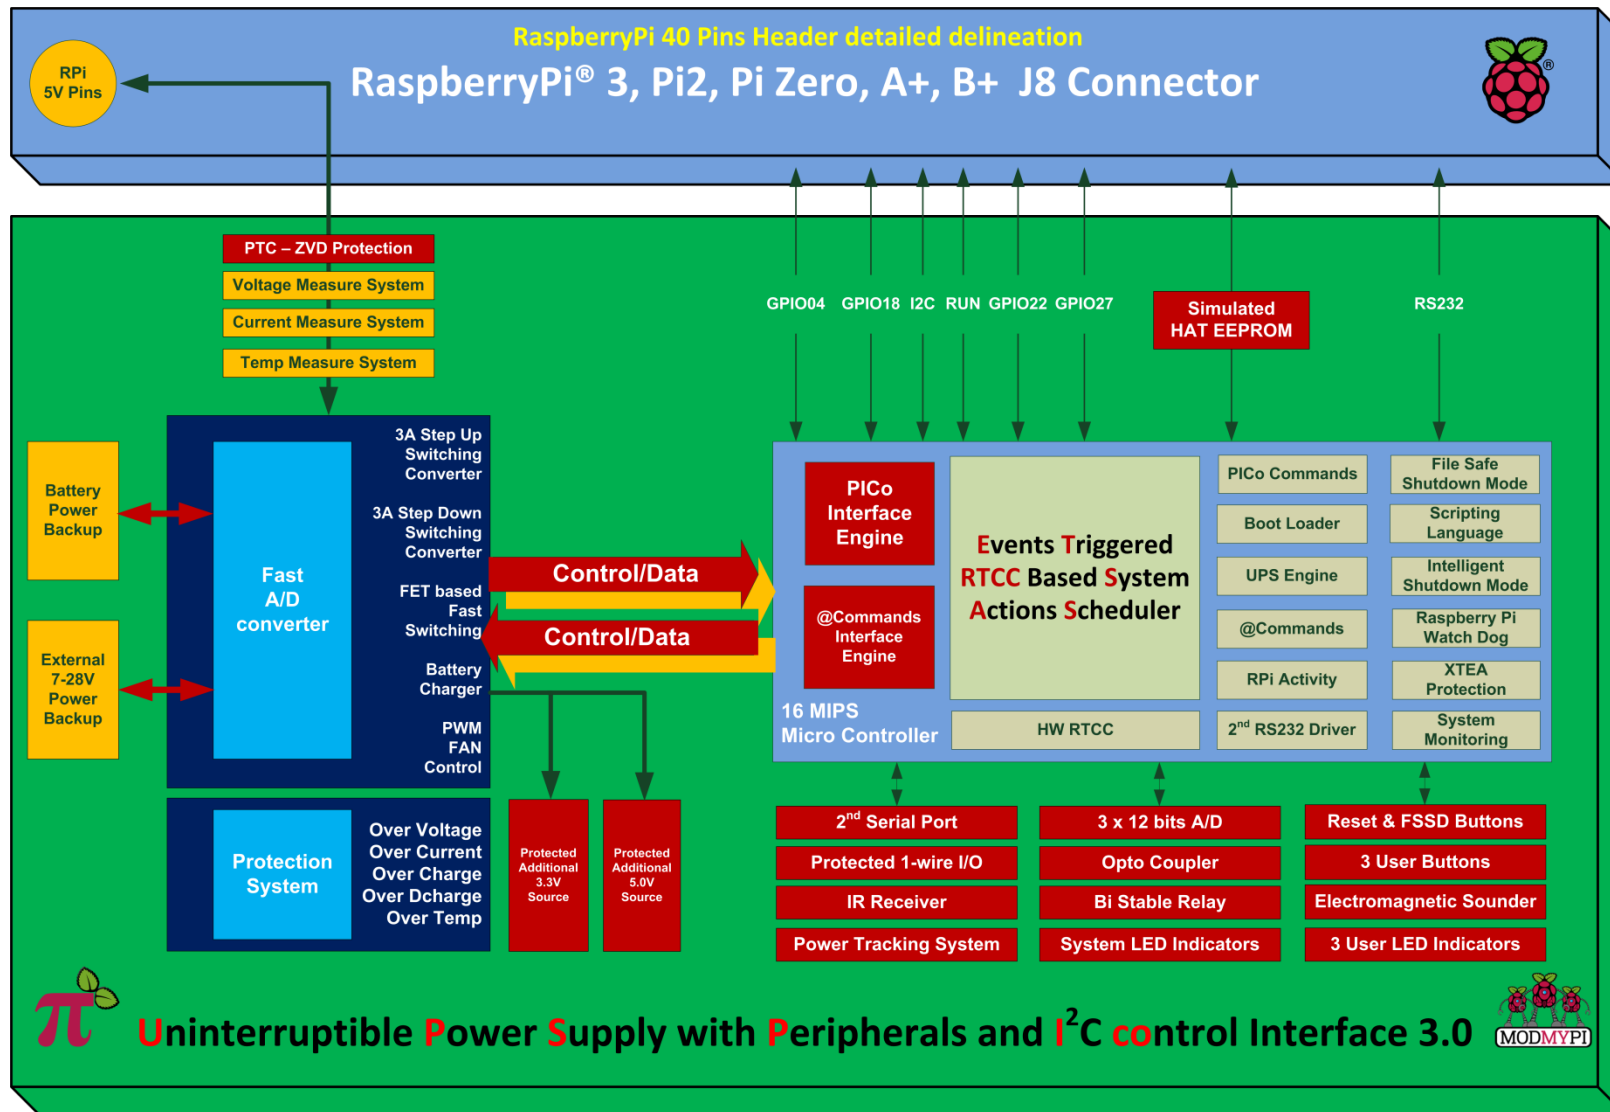 RaspberryPi 40 Pins Header detailed delineation
RaspberryPi® 3, Pi2, Pi Zero, A+, B+ J8 Connector
RPi
5V Pins
®
PTC – ZVD Protection
Voltage Measure System
Current Measure System
Temp Measure System
GPIO04
GPIO18
I2C
RUN
GPIO22
GPIO27
Simulated
HAT EEPROM
RS232
Battery
Power
Backup
External
7-28V
Power
Backup
Fast
A/D
converter
3A Step Up
Switching
Converter
3A Step Down
Switching
Converter
FET based
Fast
Switching
Battery
Charger
PWM
FAN
Control
Control/Data
Control/Data
PICo
Interface
Engine
@Commands
Interface
Engine
16 MIPS
Micro Controller
Events Triggered
RTCC Based System
Actions Scheduler
HW RTCC
PICo Commands
Boot Loader
UPS Engine
@Commands
RPi Activity
2nd RS232 Driver
File Safe
Shutdown Mode
Scripting
Language
Intelligent
Shutdown Mode
Raspberry Pi
Watch Dog
XTEA
Protection
System
Monitoring
Protection
System
Over Voltage
Over Current
Over Charge
Over Dcharge
Over Temp
Protected
Additional
3.3V
Source
Protected
Additional
5.0V
Source
2nd Serial Port
Protected 1-wire I/O
IR Receiver
Power Tracking System
3 x 12 bits A/D
Opto Coupler
Bi Stable Relay
System LED Indicators
Reset & FSSD Buttons
3 User Buttons
Electromagnetic Sounder
3 User LED Indicators
π
Uninterruptible Power Supply with Peripherals and I2C control Interface 3.0
MODMYPI